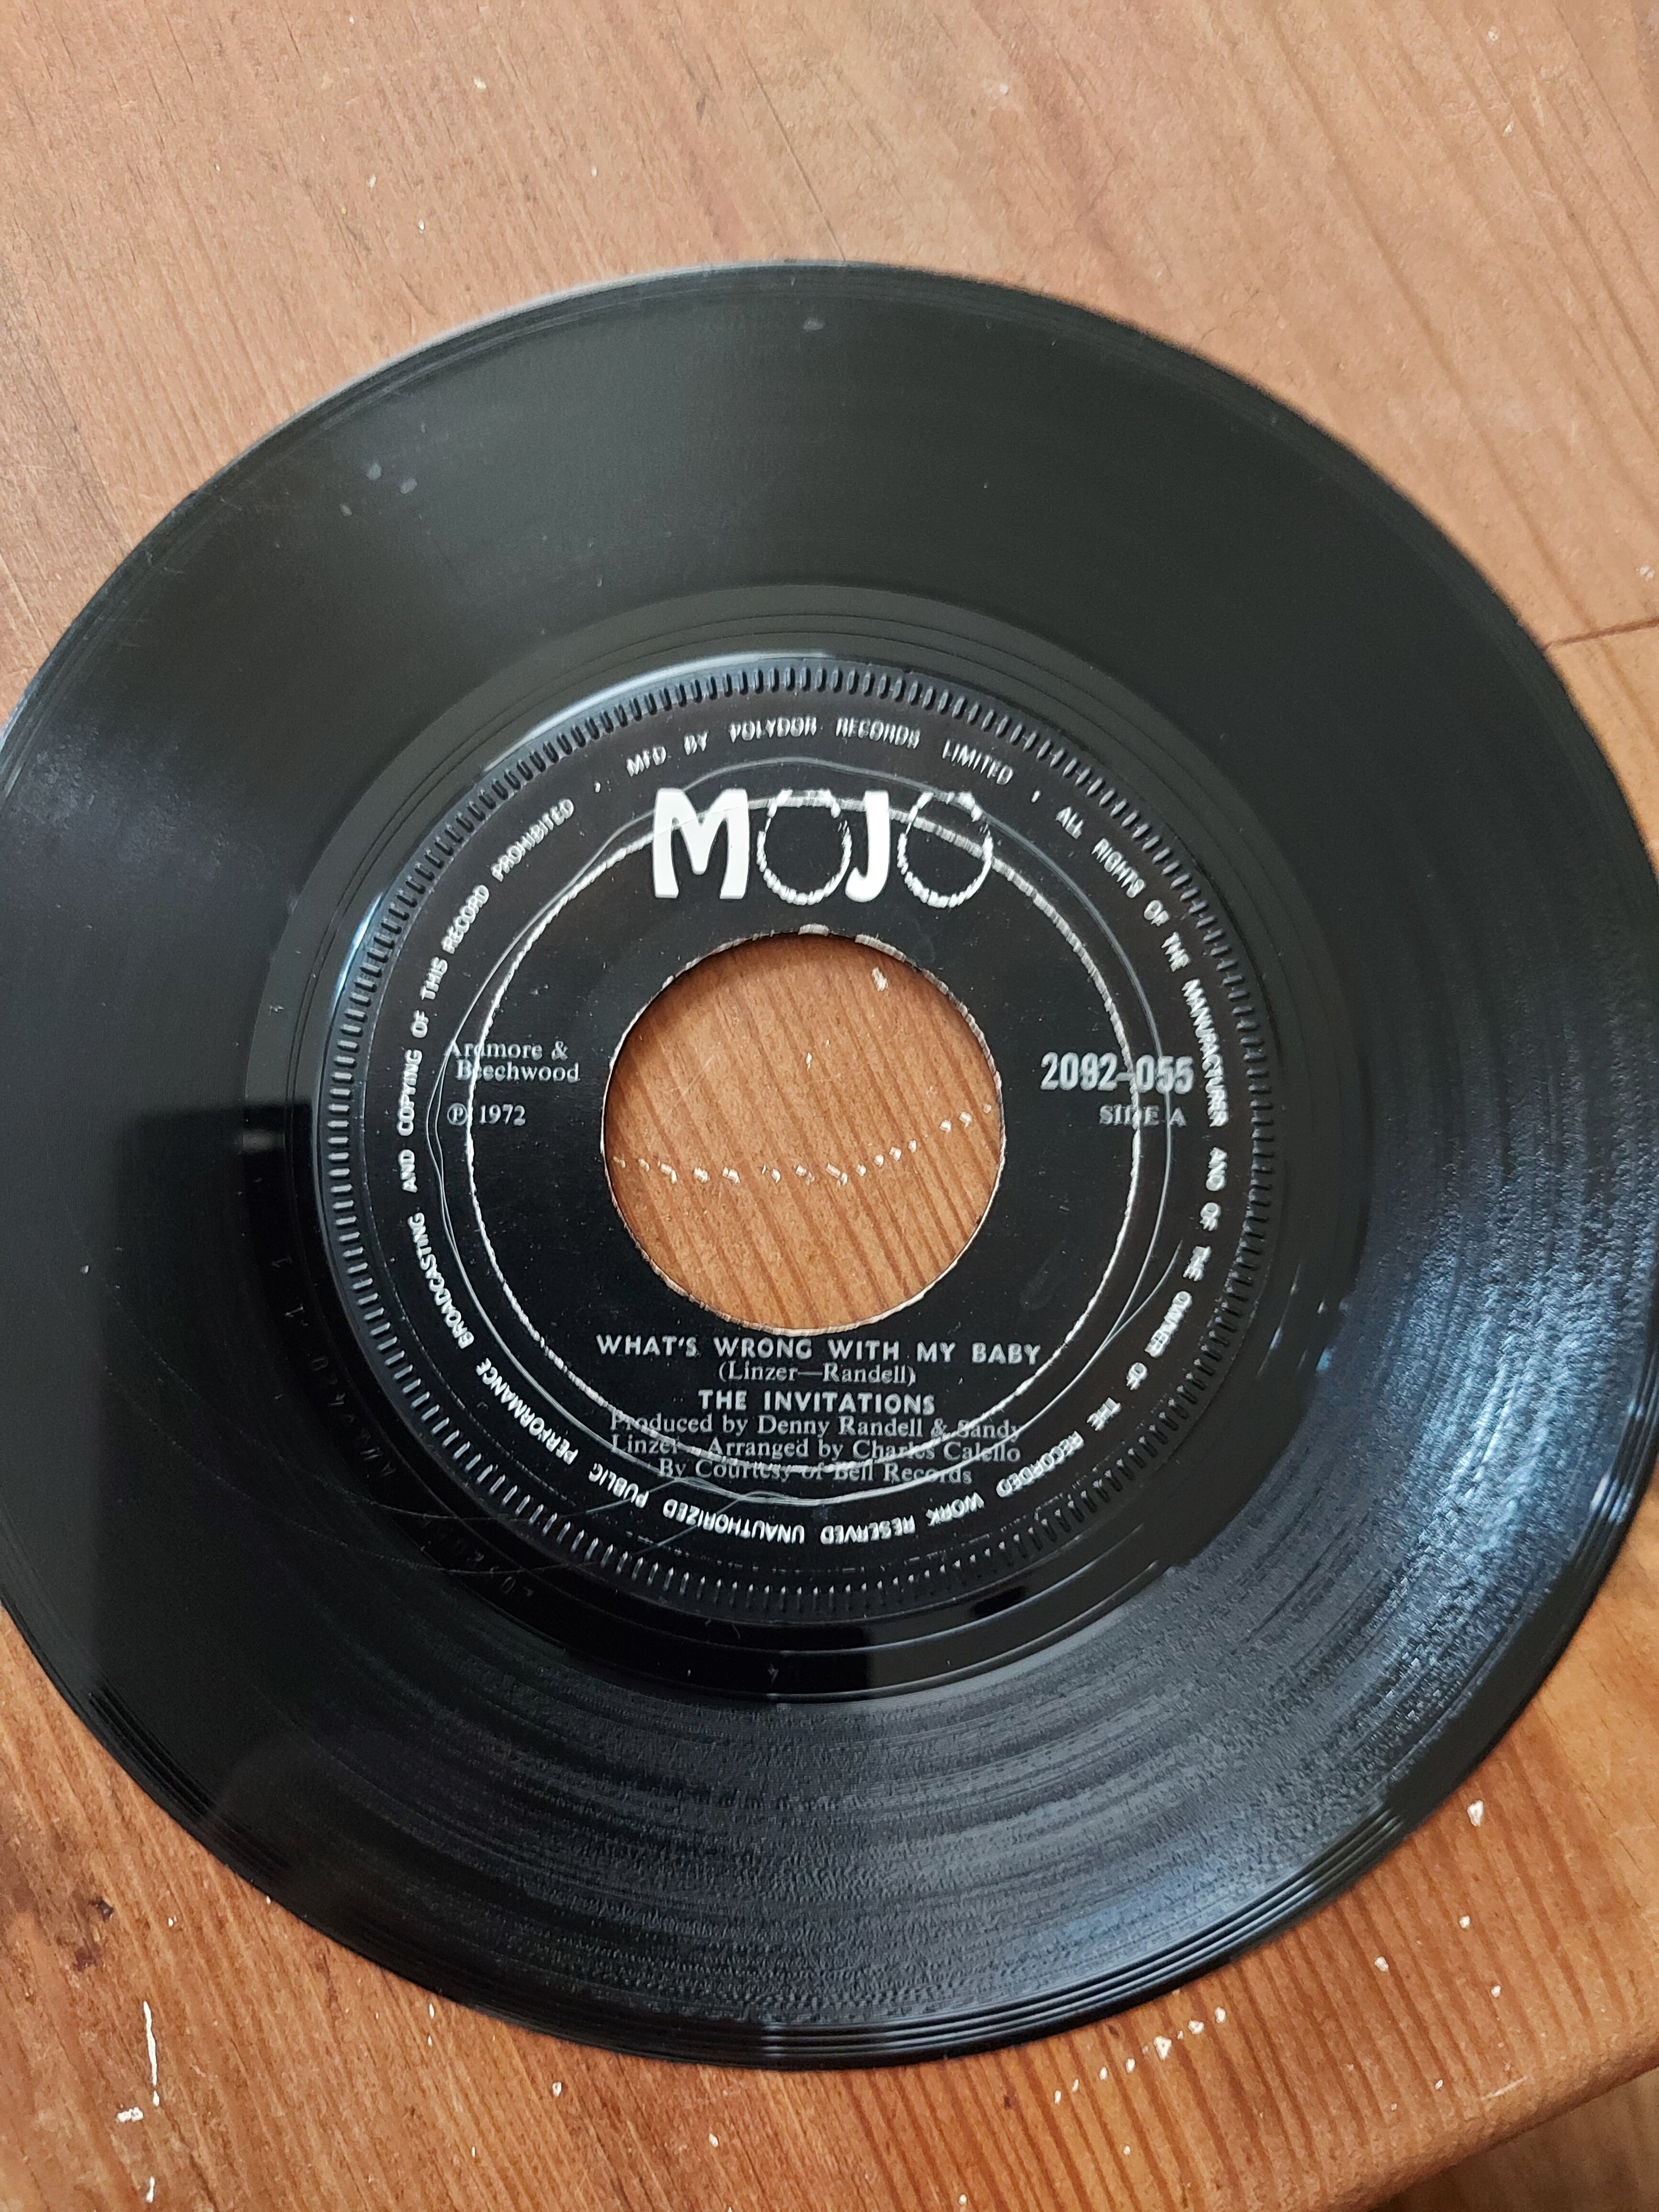 MFD. BY POLYDOR RECORDS LIMITED . ALL RIGHTS OF THE MANUFACTURER AND OF THE OWNER OF THE RECORDED WORK RESERVED UNAUTHORIZED PUBLIC PERFORMANCE BROADCASTING AND COPYING OF THIS RECORD PROHIBITED .
MOJO
Ardmore &
Beechwood
℗ 1972
2092-055
SIDE A
WHAT'S WRONG WITH MY BABY
(Linzer—Randell)
THE INVITATIONS
Produced by Denny Randell & Sandy
Linzer - Arranged by Charles Calello
By Courtesy of Bell Records